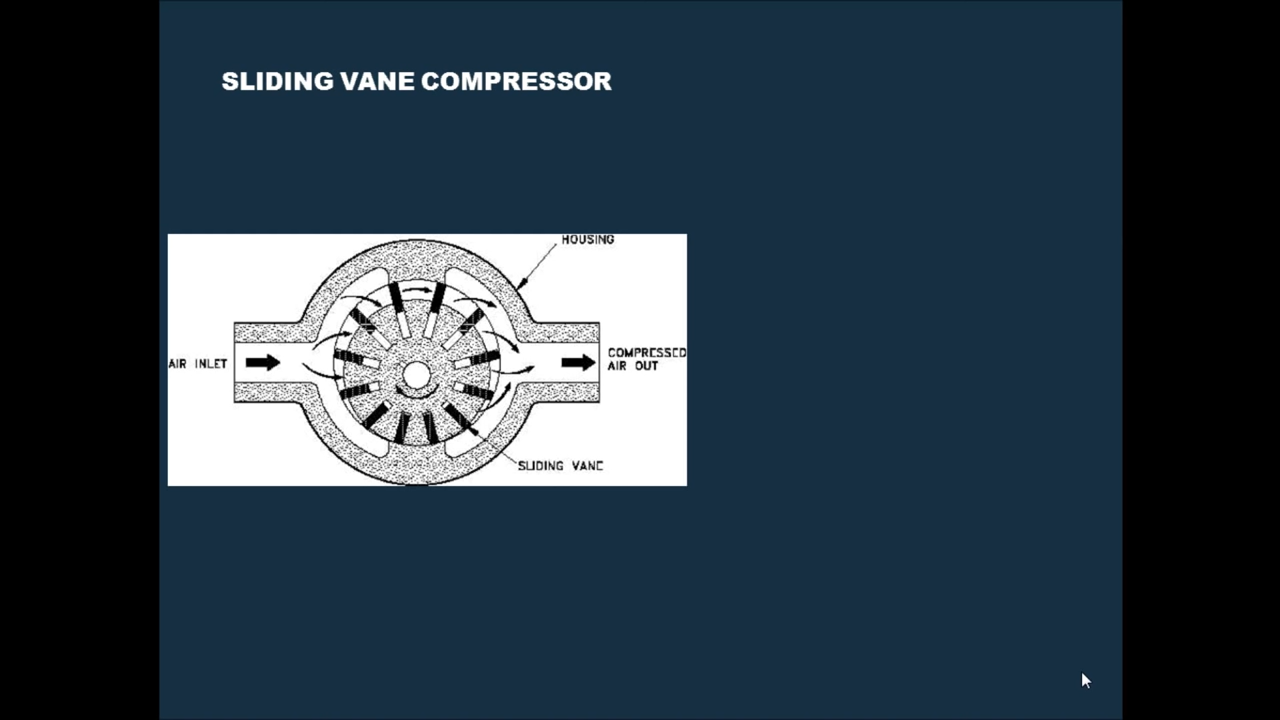 SLIDING VANE COMPRESSOR
HOUSING
AIR INLET
COMPRESSED
AIR OUT
SLIDING VANE